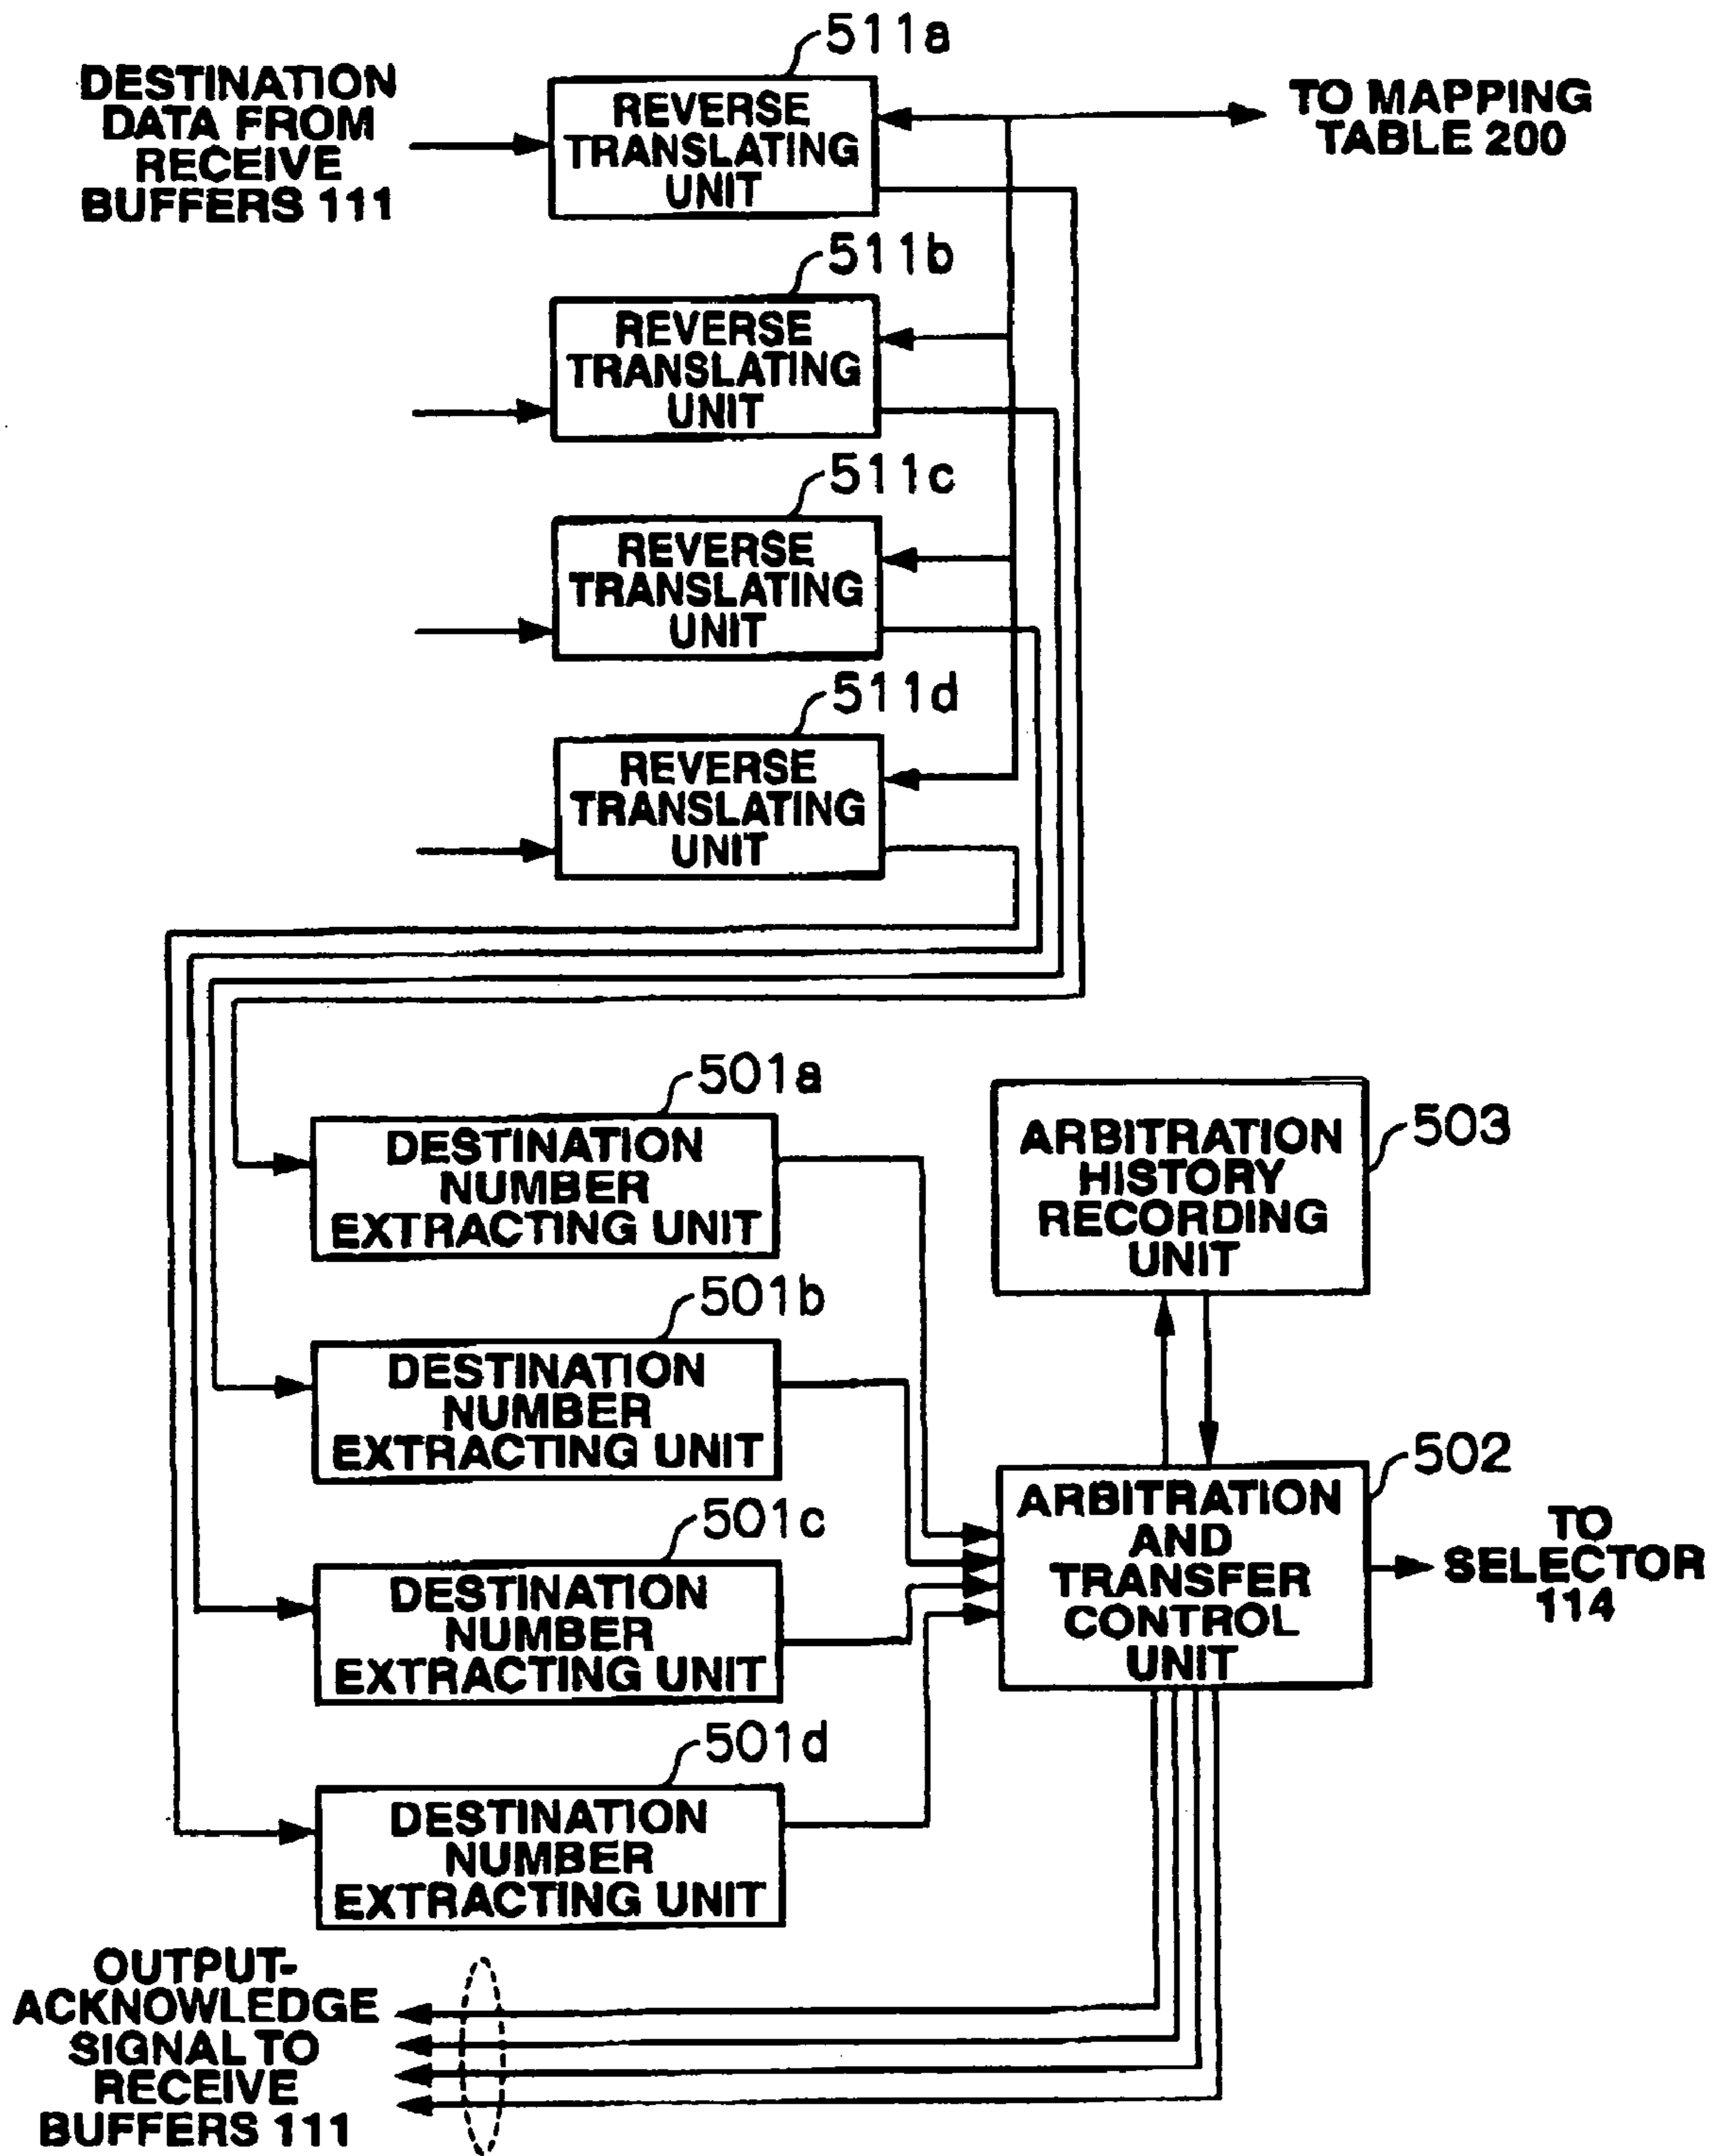 511a
DESTINATION
DATA FROM
RECEIVE
BUFFERS 111
REVERSE
TRANSLATING
UNIT
TO MAPPING
TABLE 200
511b
REVERSE
TRANSLATING
UNIT
511c
REVERSE
TRANSLATING
UNIT
511d
REVERSE
TRANSLATING
UNIT
501a
DESTINATION
NUMBER
EXTRACTING UNIT
503
ARBITRATION
HISTORY
RECORDING
UNIT
501b
DESTINATION
NUMBER
EXTRACTING UNIT
502
ARBITRATION
AND
TRANSFER
CONTROL
UNIT
TO
SELECTOR
114
501c
DESTINATION
NUMBER
EXTRACTING UNIT
501d
DESTINATION
NUMBER
EXTRACTING UNIT
OUTPUT-
ACKNOWLEDGE
SIGNAL TO
RECEIVE
BUFFERS 111